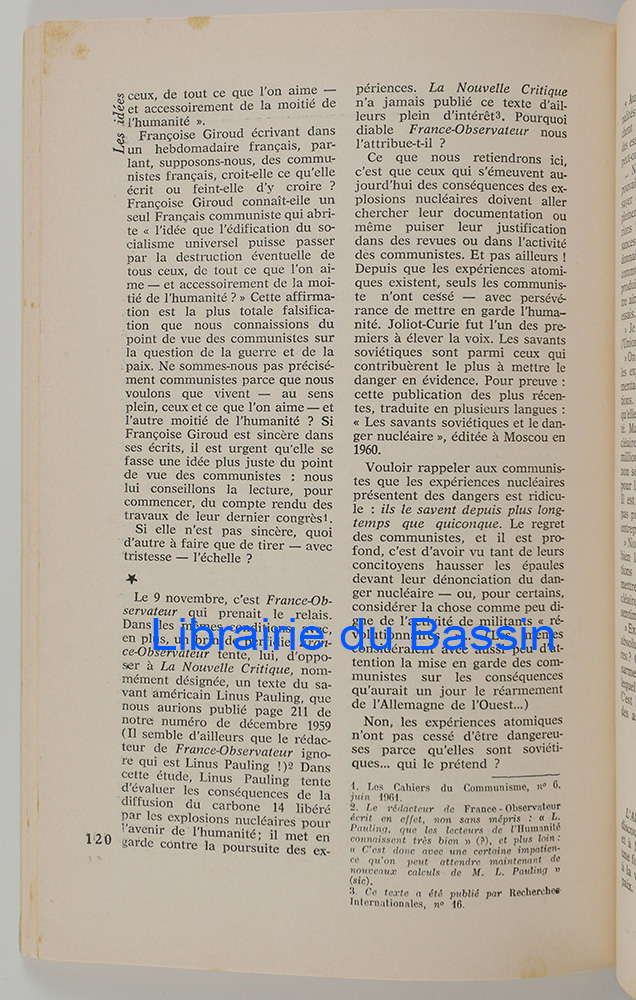 Les idées
ceux, de tout ce que l'on aime —
et accessoirement de la moitié de
l'humanité ».
Françoise Giroud écrivant dans
un hebdomadaire français, par-
lant, supposons-nous, des commu-
nistes français, croit-elle ce qu'elle
écrit ou feint-elle d'y croire ?
Françoise Giroud connaît-elle un
seul Français communiste qui abri-
te « l'idée que l'édification du so-
cialisme universel puisse passer
par la destruction éventuelle de
tous ceux, de tout ce que l'on ai-
me — et accessoirement de la moi-
tié de l'humanité ? » Cette affirma-
tion est la plus totale falsifica-
tion que nous connaissions du
point de vue des communistes sur
la question de la guerre et de la
paix. Ne sommes-nous pas précisé-
ment communistes parce que nous
voulons que vivent — au sens
plein, ceux et ce que l'on aime — et
l'autre moitié de l'humanité ? Si
Françoise Giroud est sincère dans
ses écrits, il est urgent qu'elle se
fasse une idée plus juste du point
de vue des communistes : nous
lui conseillons la lecture, pour
commencer, du compte rendu des
travaux de leur dernier congrès1.
Si elle n'est pas sincère, quoi
d'autre à faire que de tirer — avec
tristesse — l'échelle ?
★
Le 9 novembre, c'est France-Ob-
servateur qui prenait le relais.
Dans les mêmes conditions avec,
en plus, un brin de perfidie. Fran-
ce-Observateur tente, lui, d'oppo-
ser à La Nouvelle Critique, nom-
mément désignée, un texte du sa-
vant américain Linus Pauling, que
nous aurions publié page 211 de
notre numéro de décembre 1959
(Il semble d'ailleurs que le rédac-
teur de France-Observateur igno-
re qui est Linus Pauling !)2 Dans
cette étude, Linus Pauling tente
d'évaluer les conséquences de la
diffusion du carbone 14 libéré
par les explosions nucléaires pour
l'avenir de l'humanité; il met en
garde contre la poursuite des ex-
120
périences. La Nouvelle Critique
n'a jamais publié ce texte d'ail-
leurs plein d'intérêt3. Pourquoi
diable France-Observateur nous
l'attribue-t-il ?
Ce que nous retiendrons ici,
c'est que ceux qui s'émeuvent au-
jourd'hui des conséquences des ex-
plosions nucléaires doivent aller
chercher leur documentation ou
même puiser leur justification
dans des revues ou dans l'activité
des communistes. Et pas ailleurs !
Depuis que les expériences atomi-
ques existent, seuls les communis-
te n'ont cessé — avec persévé-
rance de mettre en garde l'huma-
nité. Joliot-Curie fut l'un des pre-
miers à élever la voix. Les savants
soviétiques sont parmi ceux qui
contribuèrent le plus à mettre le
danger en évidence. Pour preuve :
cette publication des plus récen-
tes, traduite en plusieurs langues :
« Les savants soviétiques et le dan-
ger nucléaire », éditée à Moscou en
1960.
Vouloir rappeler aux communis-
tes que les expériences nucléaires
présentent des dangers est ridicu-
le : ils le savent depuis plus long-
temps que quiconque. Le regret
des communistes, et il est pro-
fond, c'est d'avoir vu tant de leurs
concitoyens hausser les épaules
devant leur dénonciation du dan-
ger nucléaire — ou, pour certains,
considérer la chose comme peu di-
gne de l'activité de militants « ré-
volutionnaires
considérant avec aussi peu d'at-
tention la mise en garde des com-
munistes sur les conséquences
qu'aurait un jour le réarmement
de l'Allemagne de l'Ouest...)
Non, les expériences atomiques
n'ont pas cessé d'être dangereu-
ses parce qu'elles sont soviéti-
ques... qui le prétend ?
1. Les Cahiers du Communisme, n° 6,
juin 1961.
2. Le rédacteur de France-Observateur
écrit en effet, non sans mépris : « L.
Pauling, que les lecteurs de l'Humanité
connaissent très bien » (?), et plus loin :
« C'est donc avec une certaine impatien-
ce qu'on peut attendre maintenant de
nouveaux calculs de M. L. Pauling »
(sic).
3. Ce texte a été publié par Recherches
Internationales, n° 16.
Librairie du Bassin